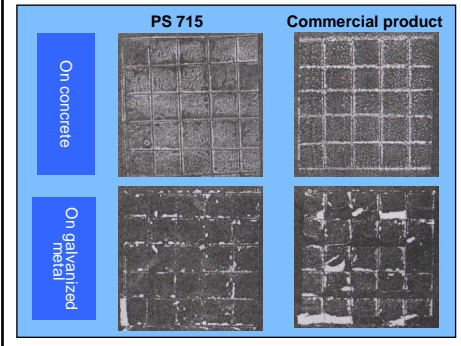 PS 715
Commercial product
On concrete
On galvanized
metal